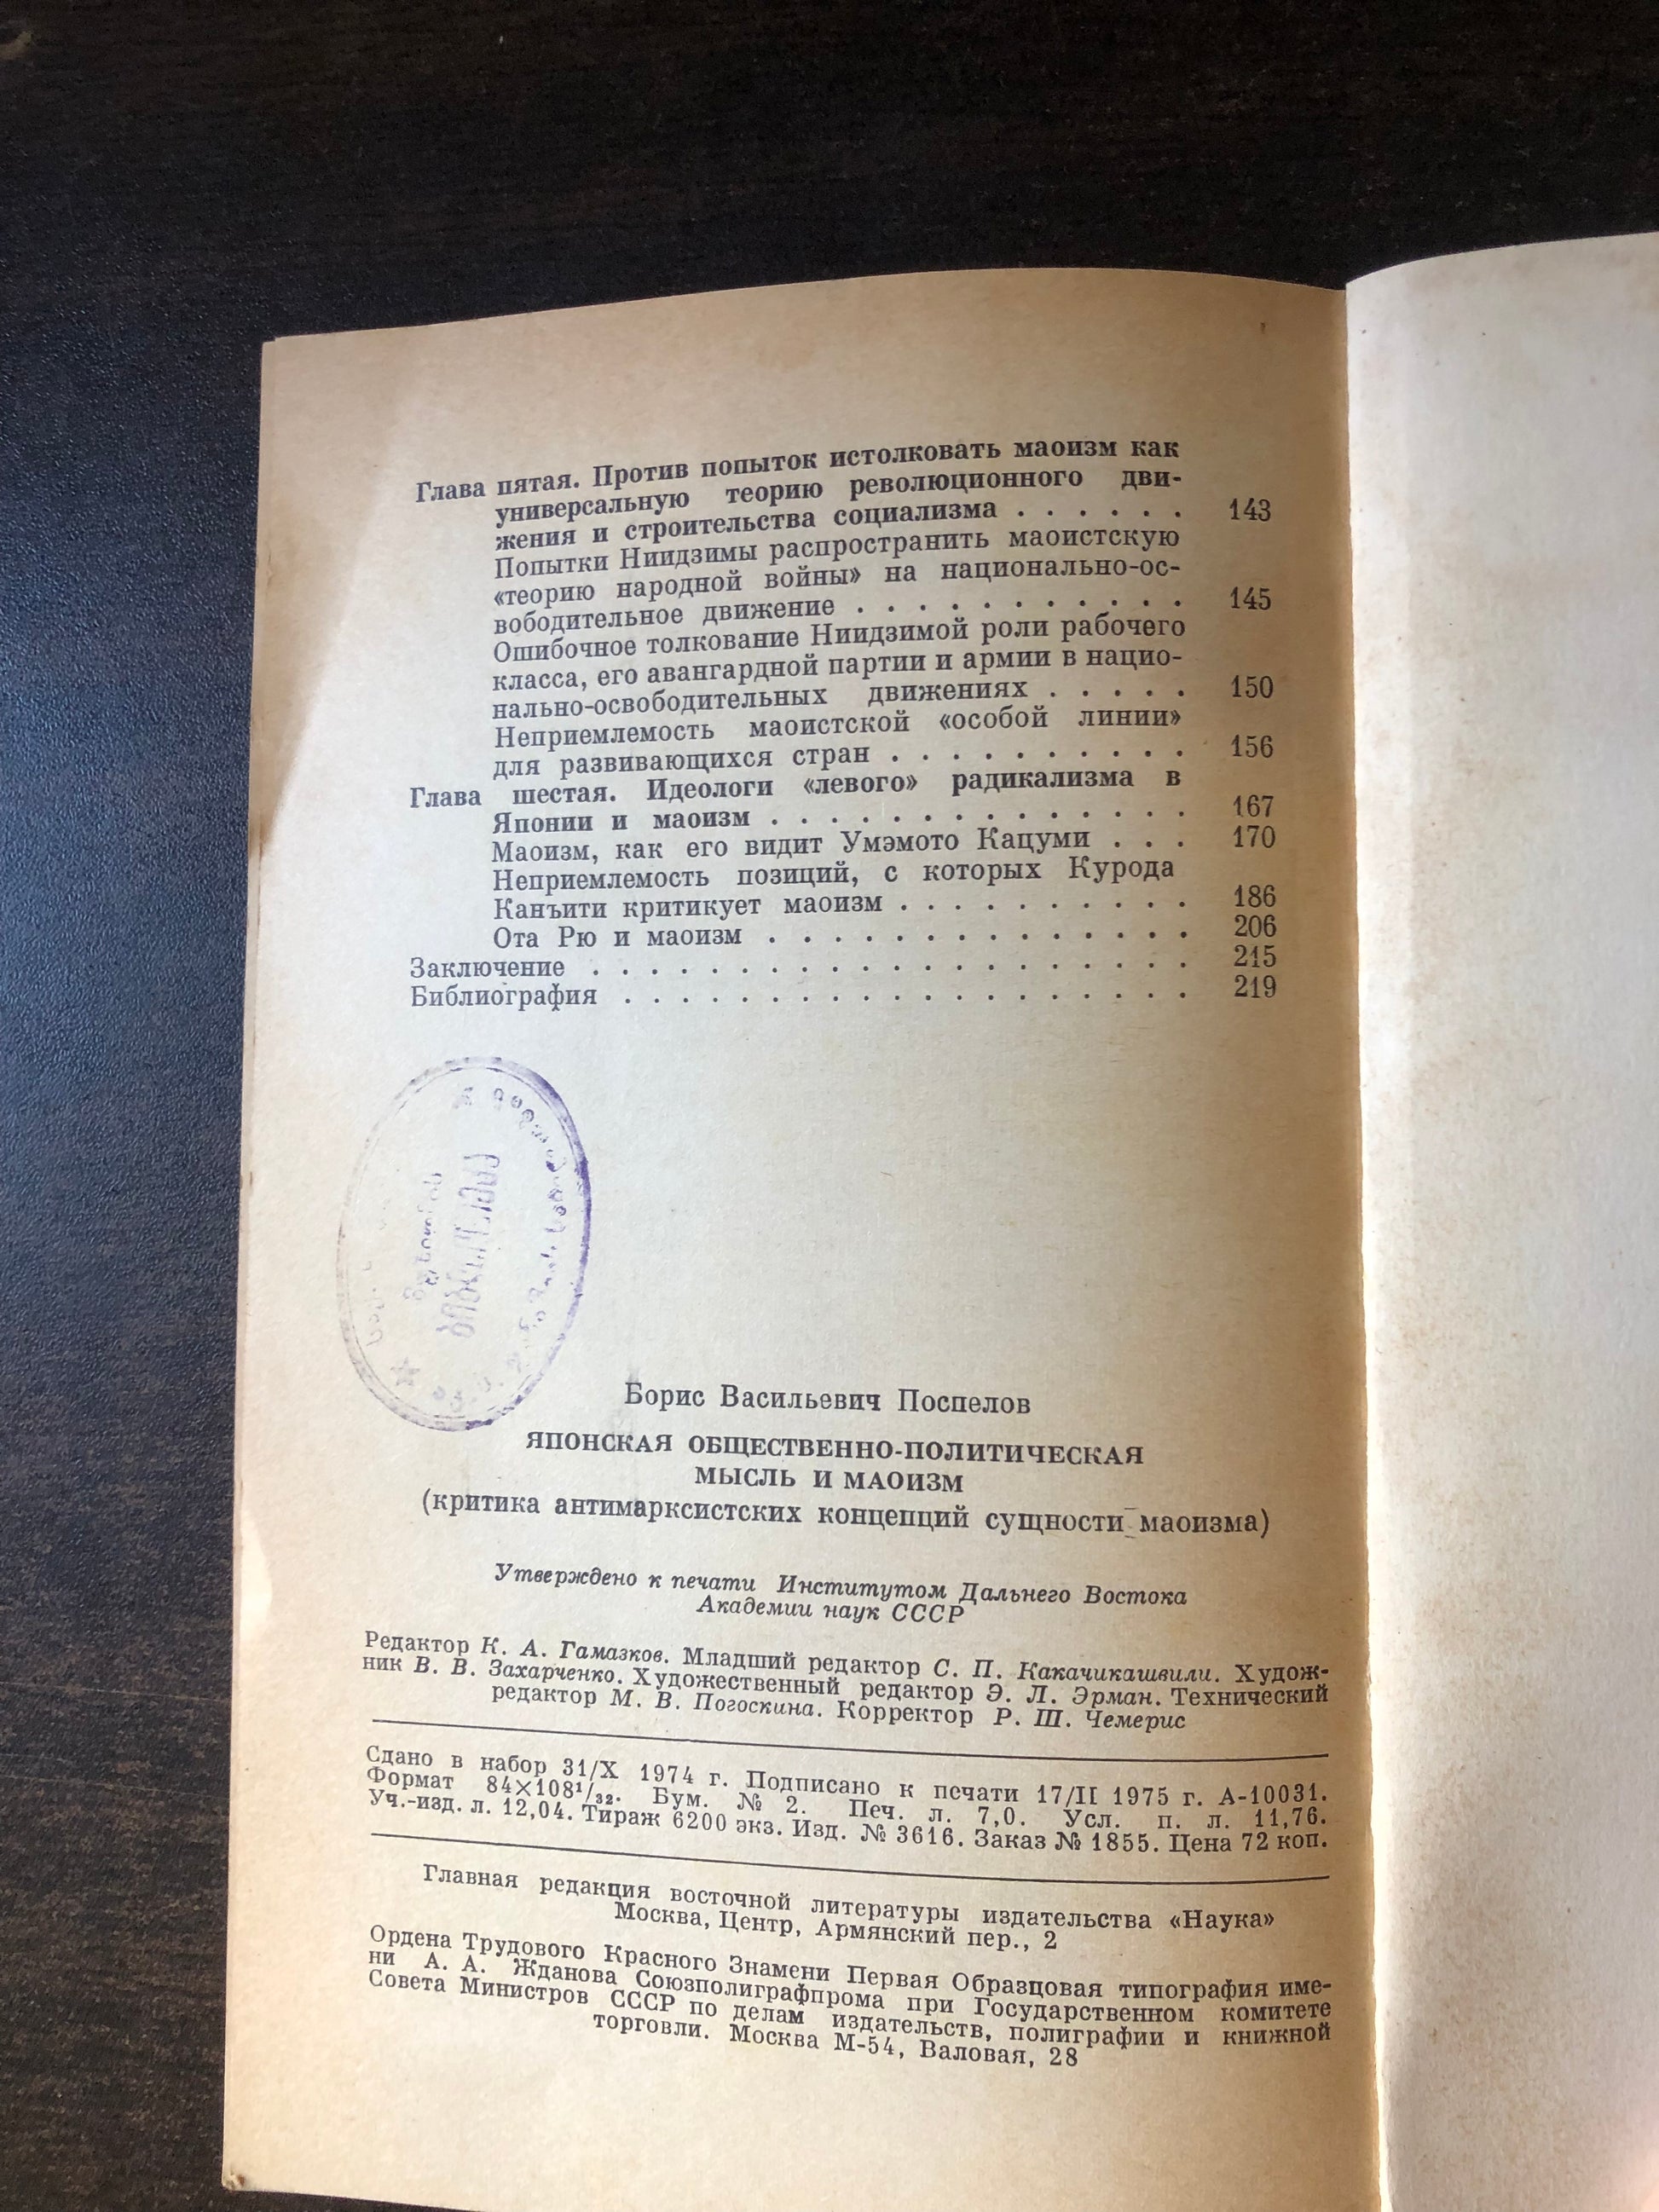 Глава пятая. Против попыток истолковать маоизм как
универсальную теорию революционного дви-
жения и строительства социализма . . . . . . 143
Попытки Ниидзимы распространить маоистскую
«теорию народной войны» на национально-ос-
вободительное движение . . . . . . . . . . . 145
Ошибочное толкование Ниидзимой роли рабочего
класса, его авангардной партии и армии в нацио-
нально-освободительных движениях . . . . . 150
Неприемлемость маоистской «особой линии»
для развивающихся стран . . . . . . . . . . 156
Глава шестая. Идеологи «левого» радикализма в
Японии и маоизм . . . . . . . . . . . . . . 167
Маоизм, как его видит Умэмото Кацуми . . . 170
Неприемлемость позиций, с которых Курода
Канъити критикует маоизм . . . . . . . . . . 186
Ота Рю и маоизм . . . . . . . . . . . . . . 206
Заключение . . . . . . . . . . . . . . . . . . . . 215
Библиография . . . . . . . . . . . . . . . . . . . 219
Борис Васильевич Поспелов
ЯПОНСКАЯ ОБЩЕСТВЕННО-ПОЛИТИЧЕСКАЯ
МЫСЛЬ И МАОИЗМ
(критика антимарксистских концепций сущности маоизма)
Утверждено к печати Институтом Дальнего Востока
Академии наук СССР
Редактор К. А. Гамазков. Младший редактор С. П. Какачикашвили. Худож-
ник В. В. Захарченко. Художественный редактор Э. Л. Эрман. Технический
редактор М. В. Погоскина. Корректор Р. Ш. Чемерис
Сдано в набор 31/X 1974 г. Подписано к печати 17/II 1975 г. А-10031.
Формат 84×108¹/₃₂. Бум. № 2. Печ. л. 7,0. Усл. п. л. 11,76.
Уч.-изд. л. 12,04. Тираж 6200 экз. Изд. № 3616. Заказ № 1855. Цена 72 коп.
Главная редакция восточной литературы издательства «Наука»
Москва, Центр, Армянский пер., 2
Ордена Трудового Красного Знамени Первая Образцовая типография име-
ни А. А. Жданова Союзполиграфпрома при Государственном комитете
Совета Министров СССР по делам издательств, полиграфии и книжной
торговли. Москва М-54, Валовая, 28